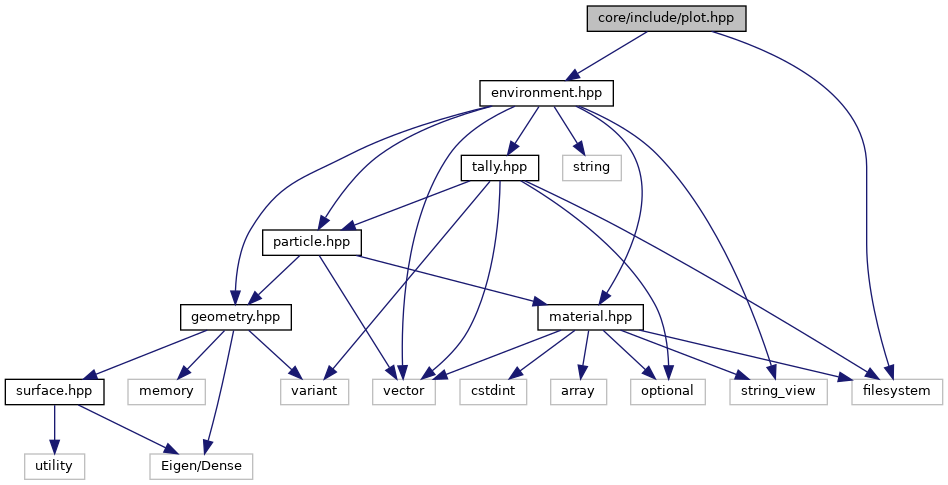 core/include/plot.hpp
environment.hpp
tally.hpp
string
particle.hpp
geometry.hpp
material.hpp
surface.hpp
memory
variant
vector
cstdint
array
optional
string_view
filesystem
utility
Eigen/Dense